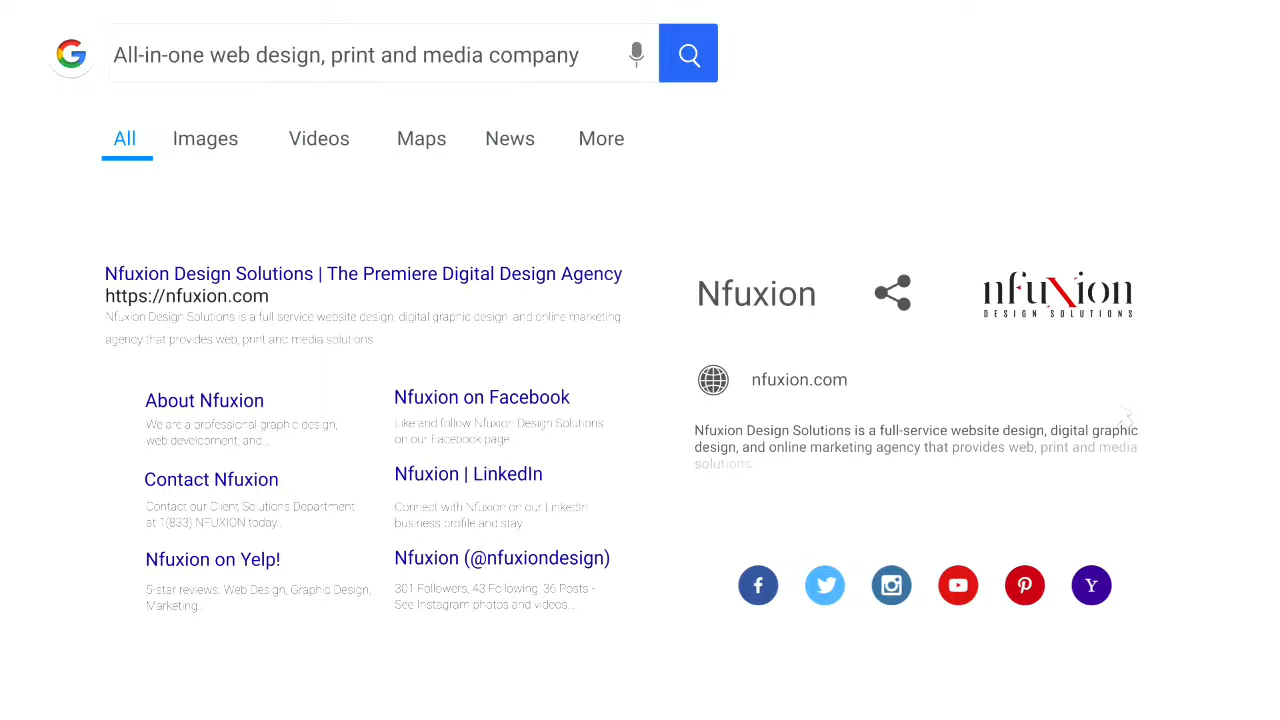 All-in-one web design, print and media company
All Images Videos Maps News More
Nfuxion Design Solutions | The Premiere Digital Design Agency
https://nfuxion.com
Nfuxion Design Solutions is a full service website design, digital graphic design, and online marketing
agency that provides web, print and media solutions.
About Nfuxion
We are a professional graphic design,
web development, and...
Contact Nfuxion
Contact our Client Solutions Department
at 1(833) NFUXION today..
Nfuxion on Yelp!
5-star reviews. Web Design, Graphic Design,
Marketing...
Nfuxion on Facebook
Like and follow Nfuxion Design Solutions
on our Facebook page
Nfuxion | LinkedIn
Connect with Nfuxion on our LinkedIn
business profile and stay
Nfuxion (@nfuxiondesign)
301 Followers, 43 Following, 36 Posts -
See Instagram photos and videos...
Nfuxion
nfuxion
DESIGN SOLUTIONS
nfuxion.com
Nfuxion Design Solutions is a full-service website design, digital graphic
design, and online marketing agency that provides web, print and media
solutions